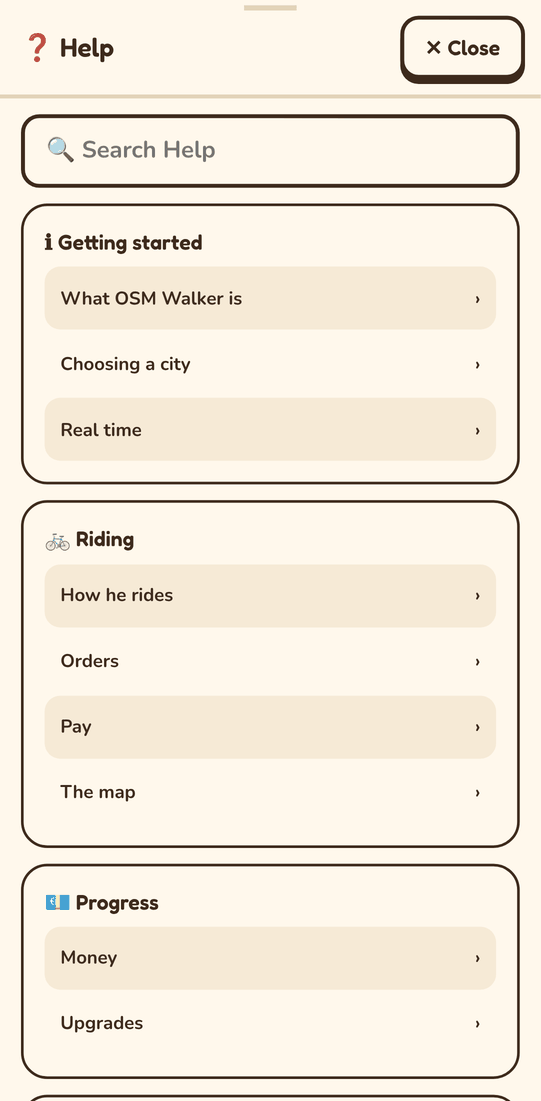 ❓ Help
✕ Close
🔍 Search Help
ℹ Getting started
What OSM Walker is ›
Choosing a city ›
Real time ›
🚲 Riding
How he rides ›
Orders ›
Pay ›
The map ›
💶 Progress
Money ›
Upgrades ›